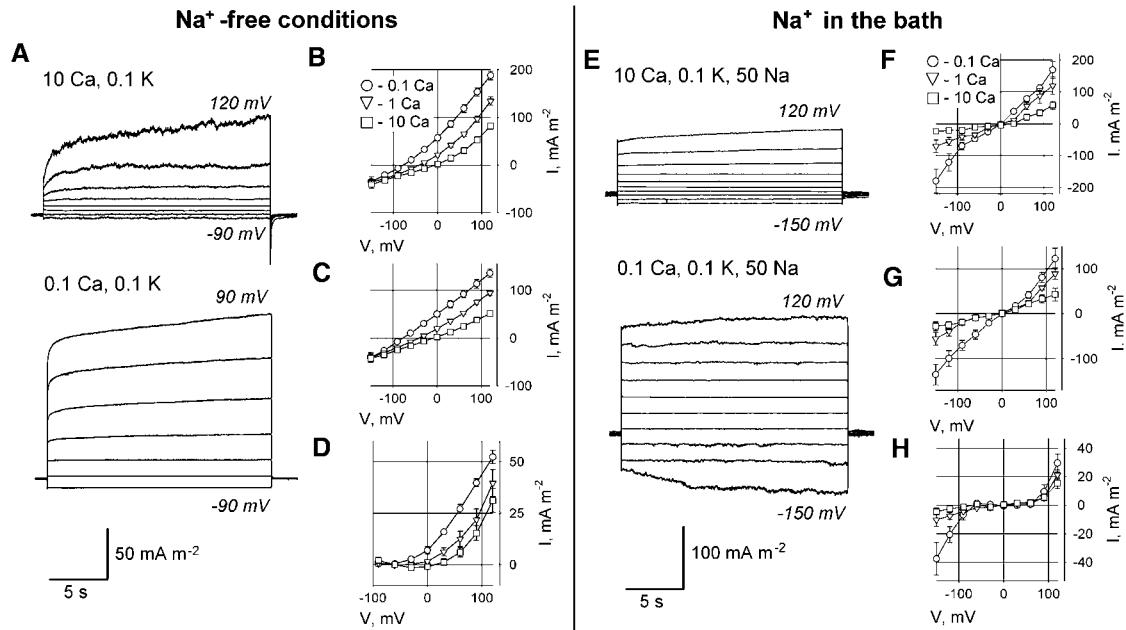 Na⁺ -free conditions
Na⁺ in the bath
A
10 Ca, 0.1 K
120 mV
-90 mV
0.1 Ca, 0.1 K
90 mV
-90 mV
50 mA m⁻²
5 s
B
- 0.1 Ca
- 1 Ca
- 10 Ca
200
100
0
-100
I, mA m⁻²
-100 0 100
V, mV
C
100
0
-100
I, mA m⁻²
-100 0 100
V, mV
D
50
25
0
I, mA m⁻²
0 100
V, mV
E
10 Ca, 0.1 K, 50 Na
120 mV
-150 mV
0.1 Ca, 0.1 K, 50 Na
120 mV
-150 mV
100 mA m⁻²
5 s
F
- 0.1 Ca
- 1 Ca
- 10 Ca
200
100
0
-100
-200
I. mA m⁻²
-100 0 100
V, mV
G
100
0
-100
I. mA m⁻²
-100 0 100
V, mV
H
40
20
0
-20
-40
I, mA m⁻²
-100 0 100
V, mV